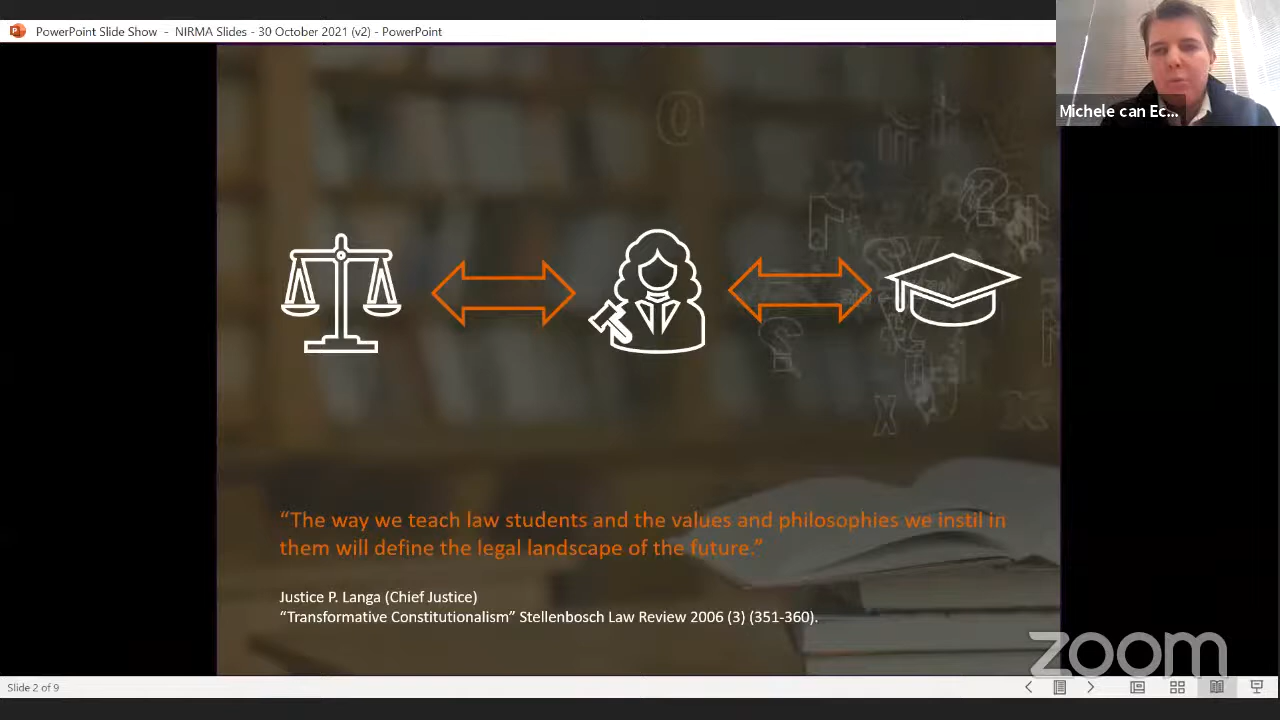 PowerPoint Slide Show - NIRMA Slides - 30 October 2021 (v2) - PowerPoint
Michele can Ec...
“The way we teach law students and the values and philosophies we instil in
them will define the legal landscape of the future.”
Justice P. Langa (Chief Justice)
“Transformative Constitutionalism” Stellenbosch Law Review 2006 (3) (351-360).
zoom
Slide 2 of 9